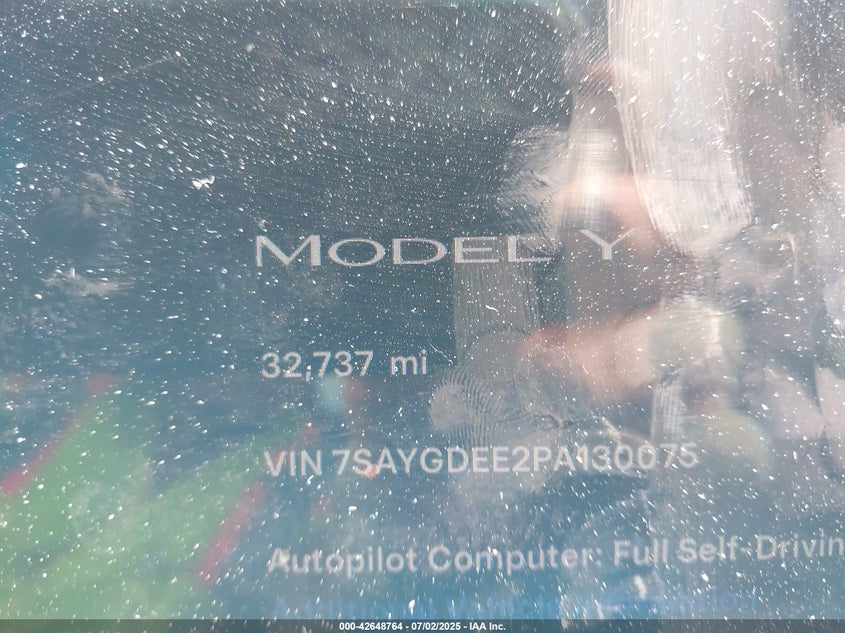 MODEL Y
32,737 mi
VIN 7SAYGDEE2PA130075
Autopilot Computer: Full Self-Drivin
000-42648764 - 07/02/2025 - IAA Inc.